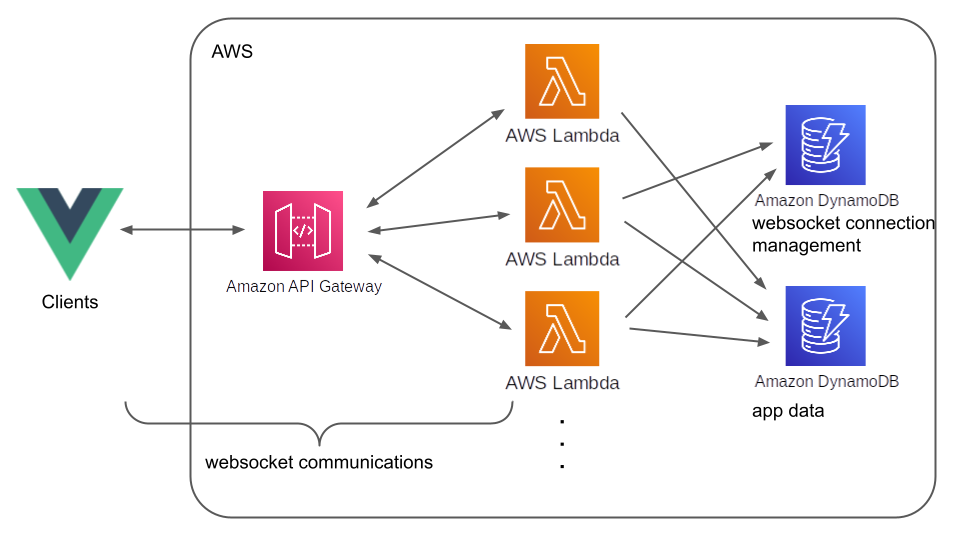 AWS
AWS Lambda
Amazon DynamoDB
websocket connection
management
AWS Lambda
Amazon API Gateway
Clients
AWS Lambda
Amazon DynamoDB
app data
websocket communications